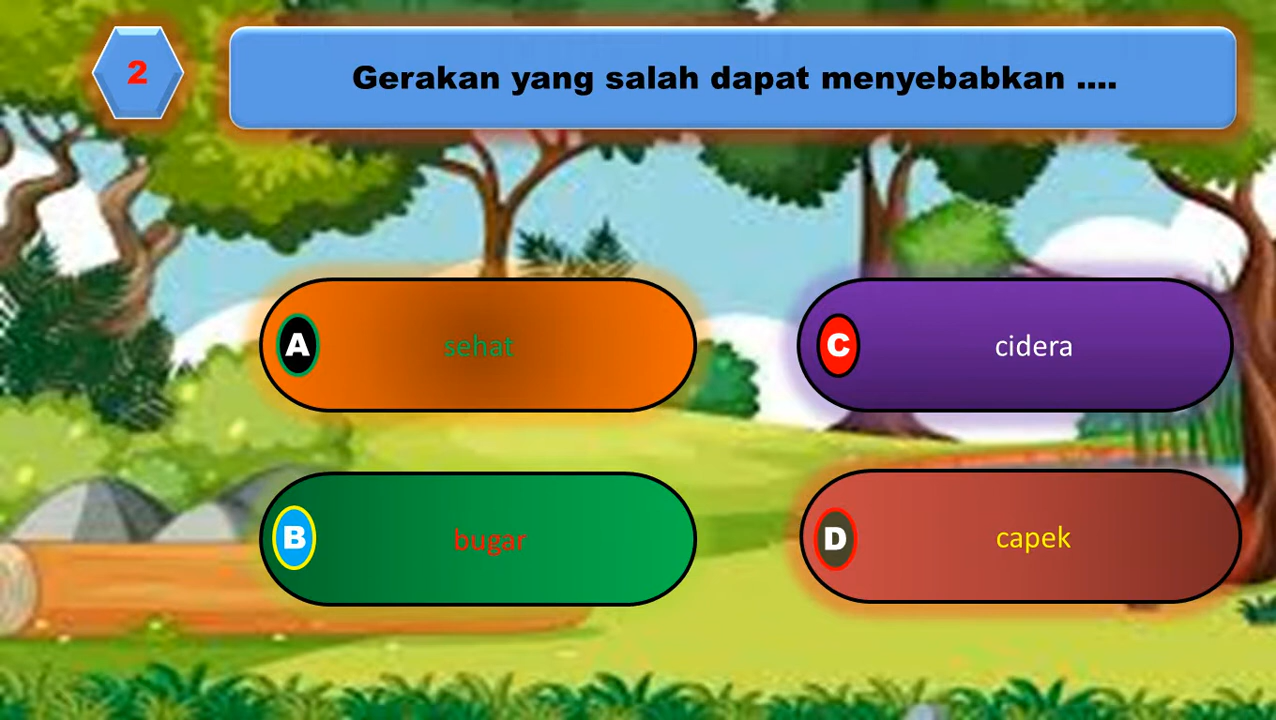 2
Gerakan yang salah dapat menyebabkan ....
A
sehat
B
bugar
C
cidera
D
capek